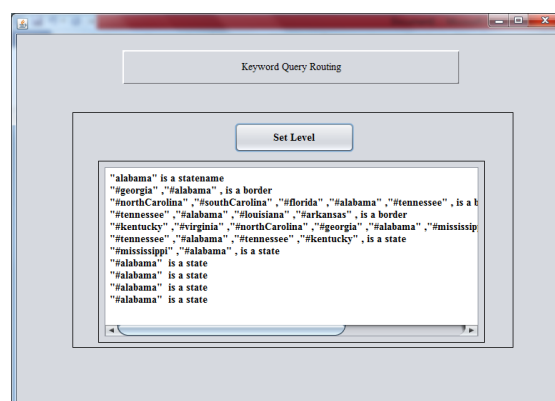 Keyword Query Routing
Set Level
"alabama" is a statename
"#georgia" ,"#alabama" , is a border
"#northCarolina" ,"#southCarolina" ,"#florida" ,"#alabama" ,"#tennessee" , is a b
"#tennessee" ,"#alabama" ,"#louisiana" ,"#arkansas" , is a border
"#kentucky" ,"#virginia" ,"#northCarolina" ,"#georgia" ,"#alabama" ,"#mississip
"#tennessee" ,"#alabama" ,"#tennessee" ,"#kentucky" , is a state
"#mississippi" ,"#alabama" , is a state
"#alabama"  is a state
"#alabama"  is a state
"#alabama"  is a state
"#alabama"  is a state